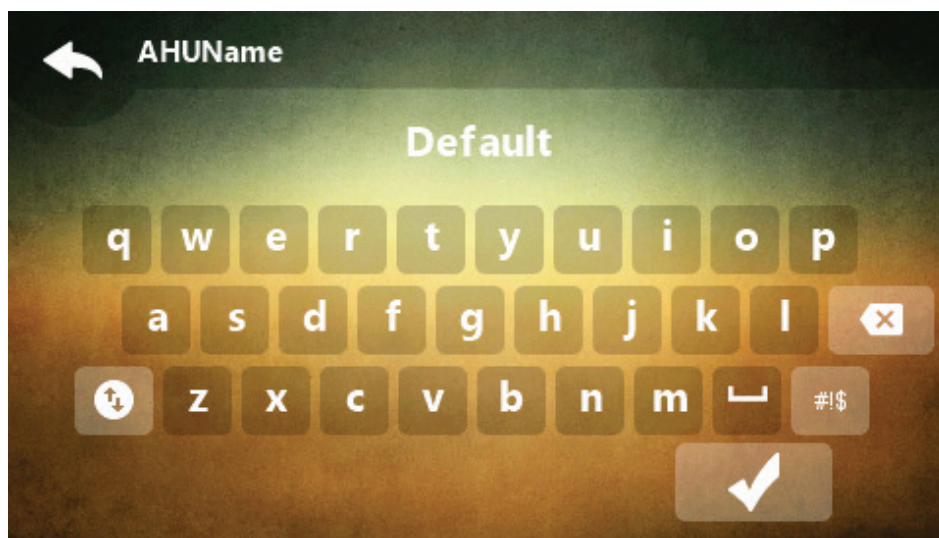 AHUName
Default
q w e r t y u i o p
a s d f g h j k l
z x c v b n m #!$